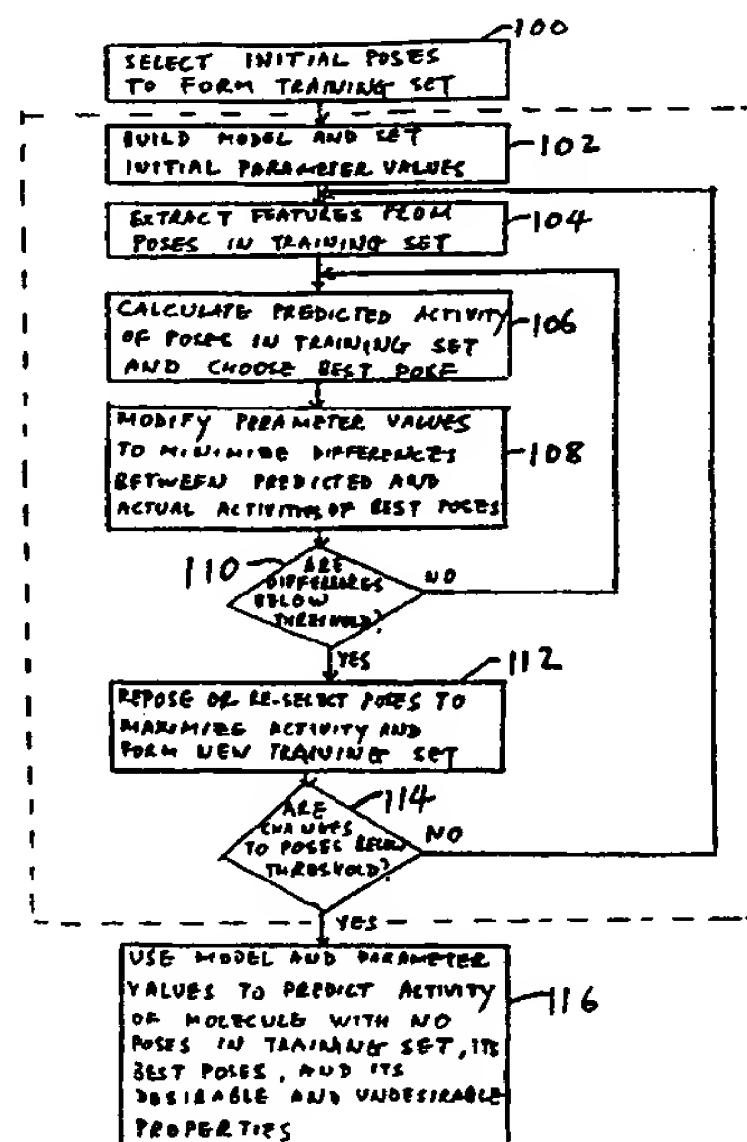 100
SELECT INITIAL POSES
TO FORM TRAINING SET
BUILD MODEL AND SET
INITIAL PARAMETER VALUES
102
EXTRACT FEATURES FROM
POSES IN TRAINING SET
104
CALCULATE PREDICTED ACTIVITY
OF POSES IN TRAINING SET
AND CHOOSE BEST POSE
106
MODIFY PARAMETER VALUES
TO MINIMIZE DIFFERENCES
BETWEEN PREDICTED AND
ACTUAL ACTIVITIES OF BEST POSES
108
110
ARE
DIFFERENCES
BELOW
THRESHOLD?
NO
YES
112
REPOSE OR RE-SELECT POSES TO
MAXIMIZE ACTIVITY AND
FORM NEW TRAINING SET
114
ARE
CHANGES
TO POSES BELOW
THRESHOLD?
NO
YES
USE MODEL AND PARAMETER
VALUES TO PREDICT ACTIVITY
OF MOLECULE WITH NO
POSES IN TRAINING SET, ITS
BEST POSES, AND ITS
DESIRABLE AND UNDESIRABLE
PROPERTIES
116